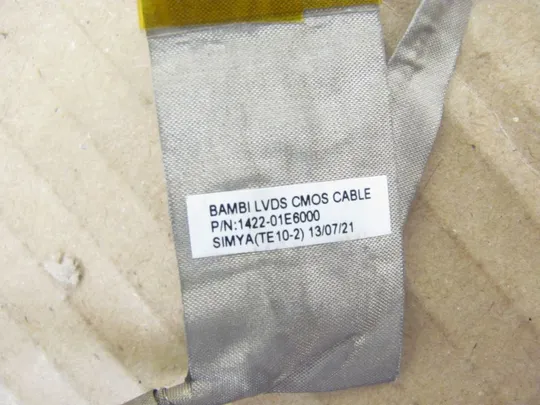 BAMBI LVDS CMOS CABLE
P/N:1422-01E6000
SIMYA(TE10-2) 13/07/21